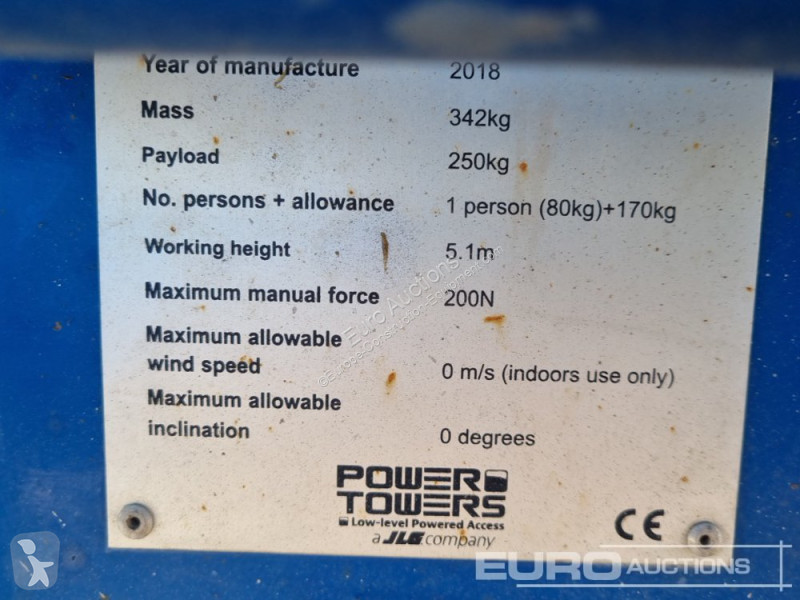 Year of manufacture 2018
Mass 342kg
Payload 250kg
No. persons + allowance 1 person (80kg)+170kg
Working height 5.1m
Maximum manual force 200N
Maximum allowable
wind speed 0 m/s (indoors use only)
Maximum allowable
inclination 0 degrees
POWER
TOWERS
Low-level Powered Access
a JLG company
CE
Euro Auctions
EURO AUCTIONS